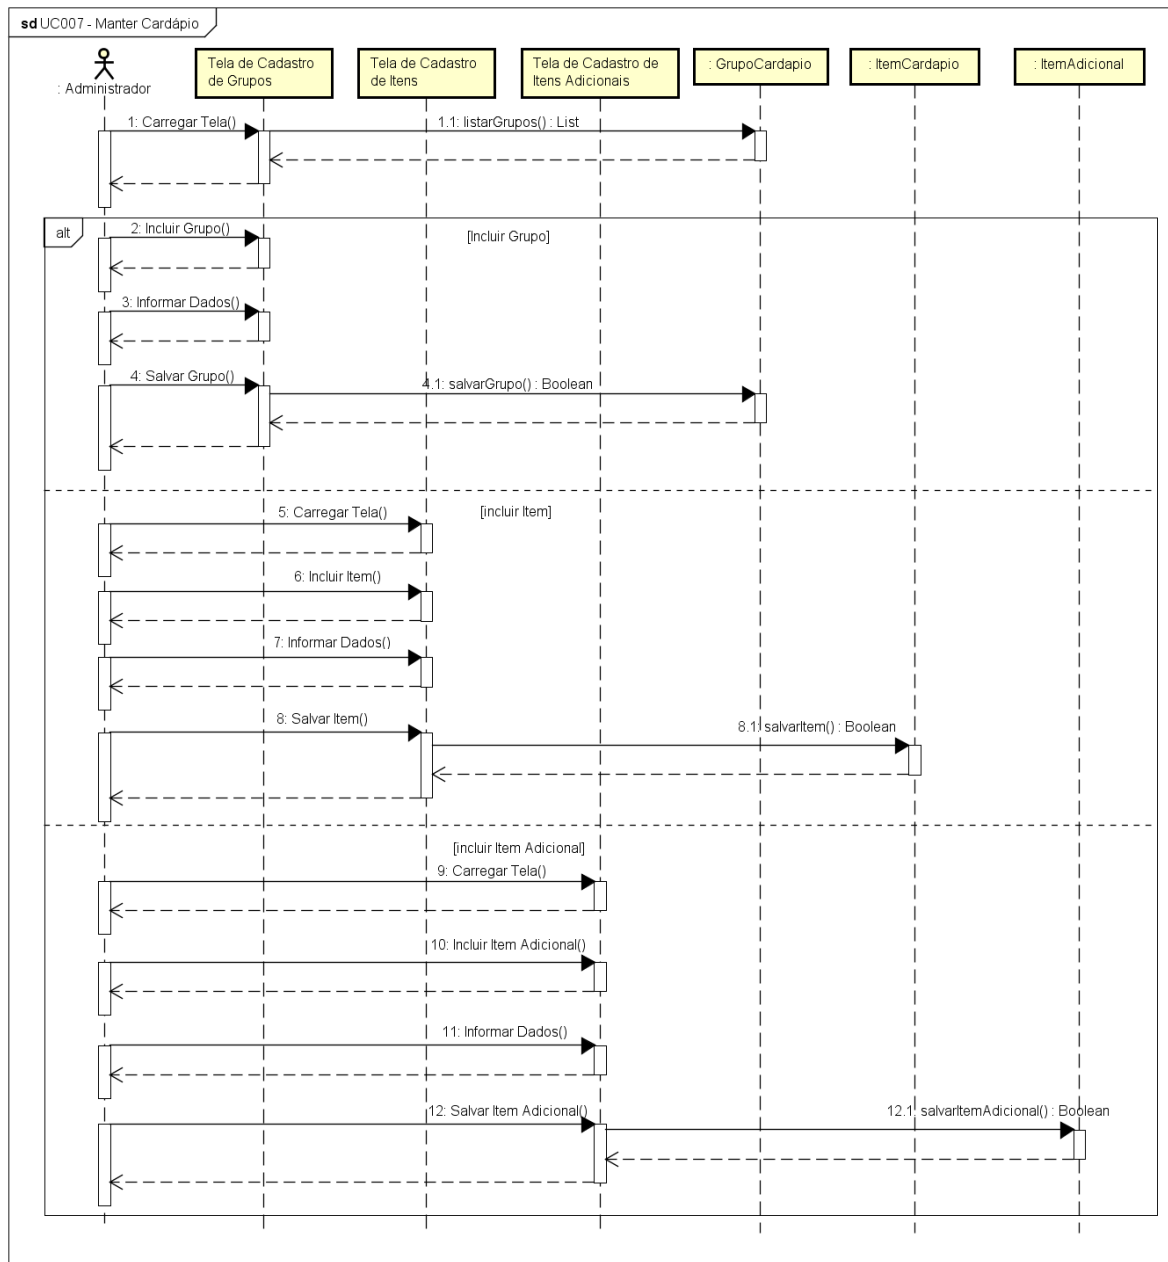 sd UC007 - Manter Cardápio
: Administrador
Tela de Cadastro
de Grupos
Tela de Cadastro
de Itens
Tela de Cadastro de
Itens Adicionais
: GrupoCardapio
: ItemCardapio
: ItemAdicional
1: Carregar Tela()
1.1: listarGrupos() : List
alt
2: Incluir Grupo()
[Incluir Grupo]
3: Informar Dados()
4: Salvar Grupo()
4.1: salvarGrupo() : Boolean
5: Carregar Tela()
[incluir Item]
6: Incluir Item()
7: Informar Dados()
8: Salvar Item()
8.1: salvarItem() : Boolean
[incluir Item Adicional]
9: Carregar Tela()
10: Incluir Item Adicional()
11: Informar Dados()
12: Salvar Item Adicional()
12.1: salvarItemAdicional() : Boolean